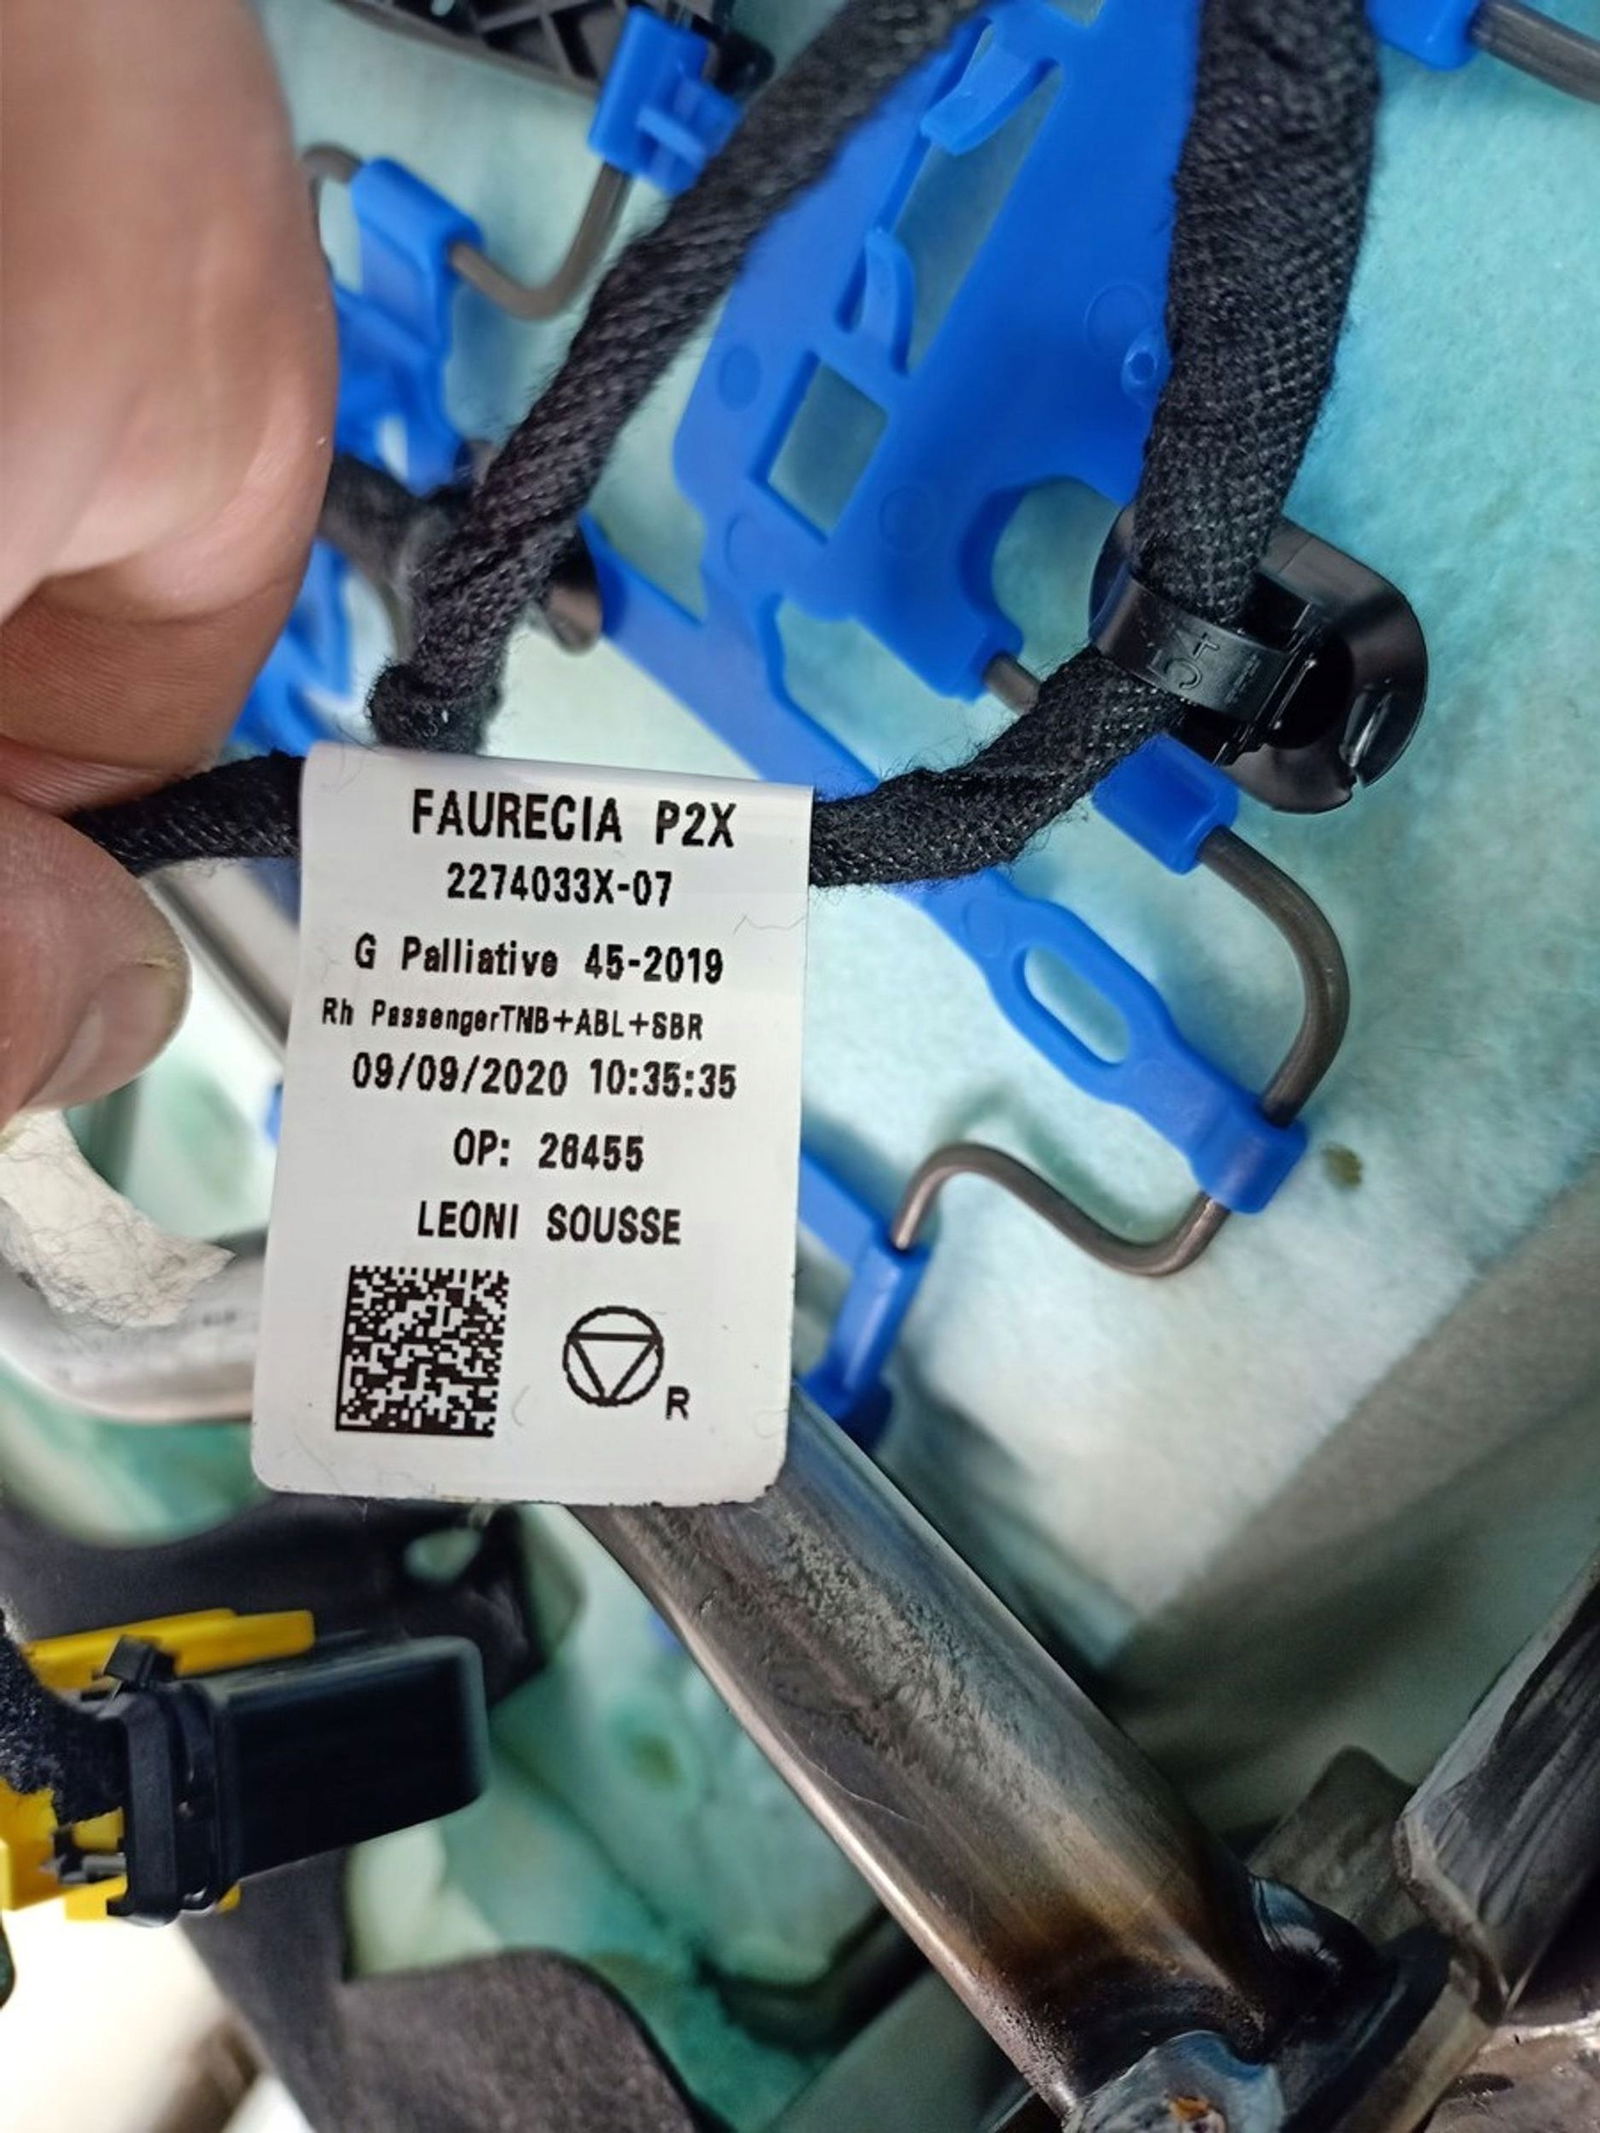 5+
FAURECIA P2X
2274033X-07
G Palliative 45-2019
Rh PassengerTNB+ABL+SBR
09/09/2020 10:35:35
OP: 26455
LEONI SOUSSE
R